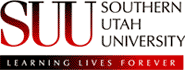 SUU SOUTHERN
UTAH
UNIVERSITY
LEARNING LIVES FOREVER